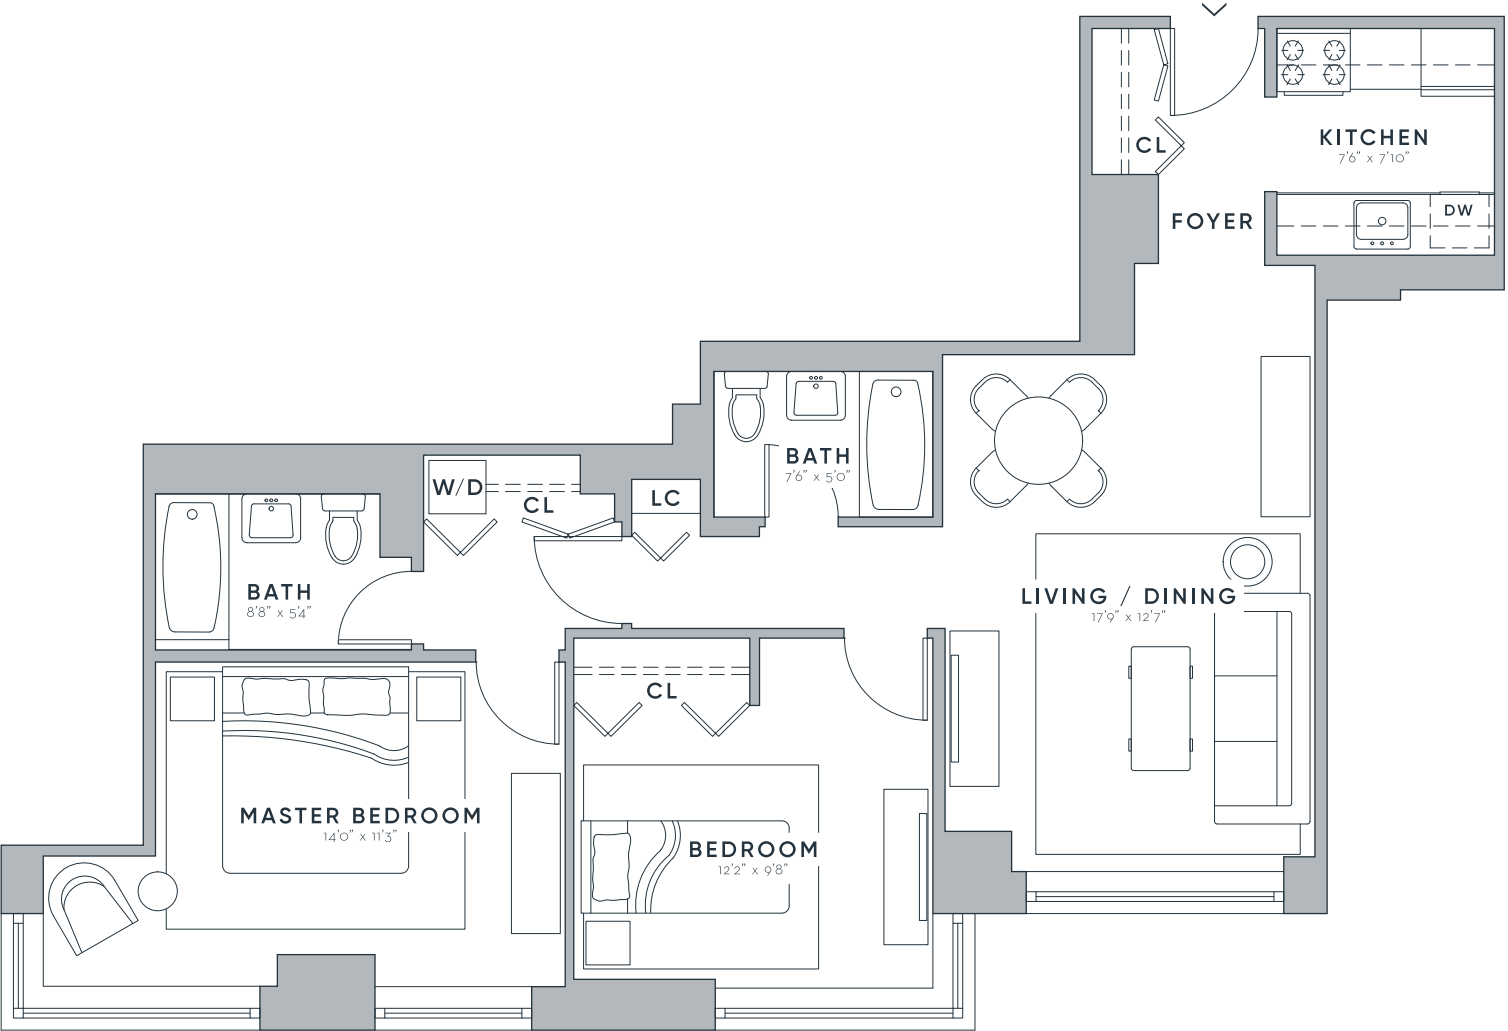 KITCHEN
7'6" x 7'10"
CL
FOYER
DW
BATH
7'6" x 5'0"
W/D
CL
LC
BATH
8'8" x 5'4"
LIVING / DINING
17'9" x 12'7"
CL
MASTER BEDROOM
14'0" x 11'3"
BEDROOM
12'2" x 9'8"